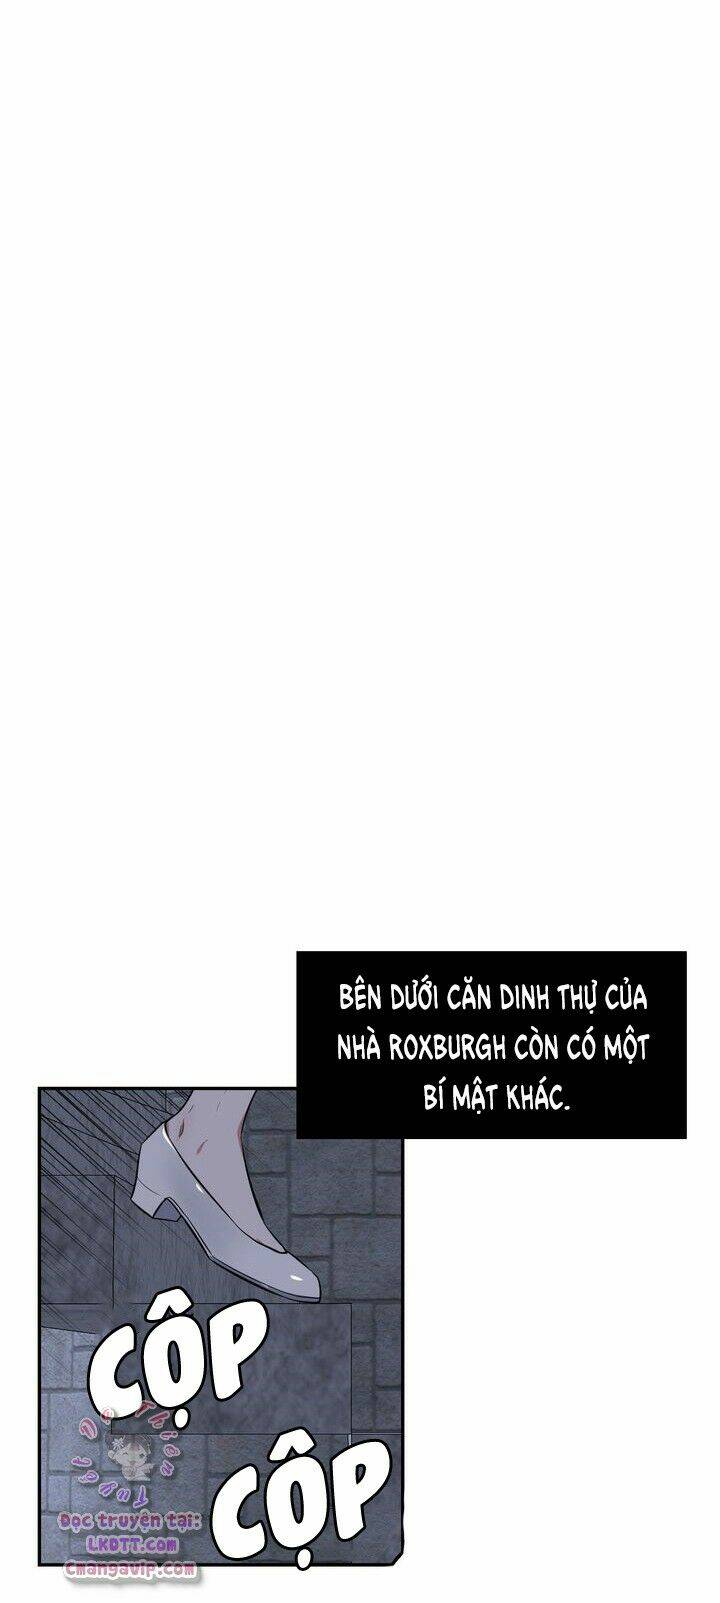 BÊN DƯỚI CĂN DINH THỰ CỦA
NHÀ ROXBURGH CÒN CÓ MỘT
BÍ MẬT KHÁC.
CỘP
CỘP
Đọc truyện tại:
LKDTT.com
Cmangavip.com